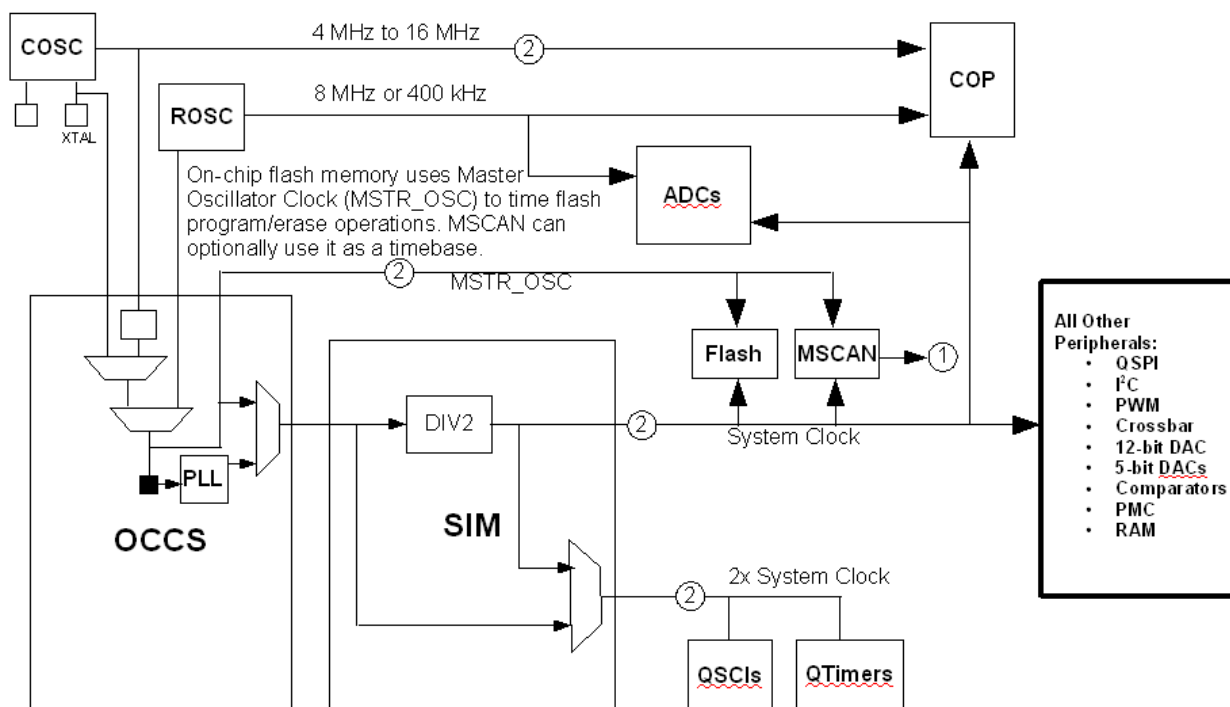 COSC
XTAL
4 MHz to 16 MHz
2
COP
ROSC
8 MHz or 400 kHz
ADCs
On-chip flash memory uses Master
Oscillator Clock (MSTR_OSC) to time flash
program/erase operations. MSCAN can
optionally use it as a timebase.
2
MSTR_OSC
Flash
MSCAN
1
All Other
Peripherals:
• QSPI
• I²C
• PWM
• Crossbar
• 12-bit DAC
• 5-bit DACs
• Comparators
• PMC
• RAM
DIV2
2
System Clock
PLL
OCCS
SIM
2x System Clock
2
QSCIs
QTimers